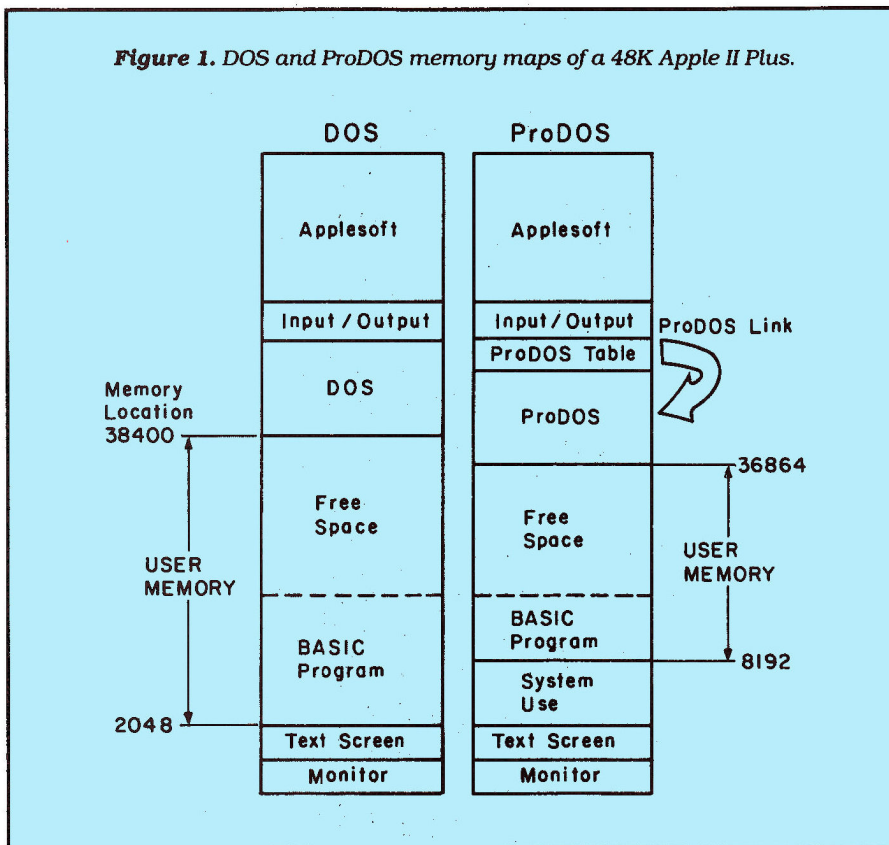 Figure 1. DOS and ProDOS memory maps of a 48K Apple II Plus.
DOS
ProDOS
Applesoft
Applesoft
Input/Output
Input/Output
ProDOS Link
ProDOS Table
DOS
ProDOS
Memory
Location
38400
36864
Free
Space
Free
Space
USER
MEMORY
USER
MEMORY
BASIC
Program
BASIC
Program
8192
System
Use
2048
Text Screen
Text Screen
Monitor
Monitor